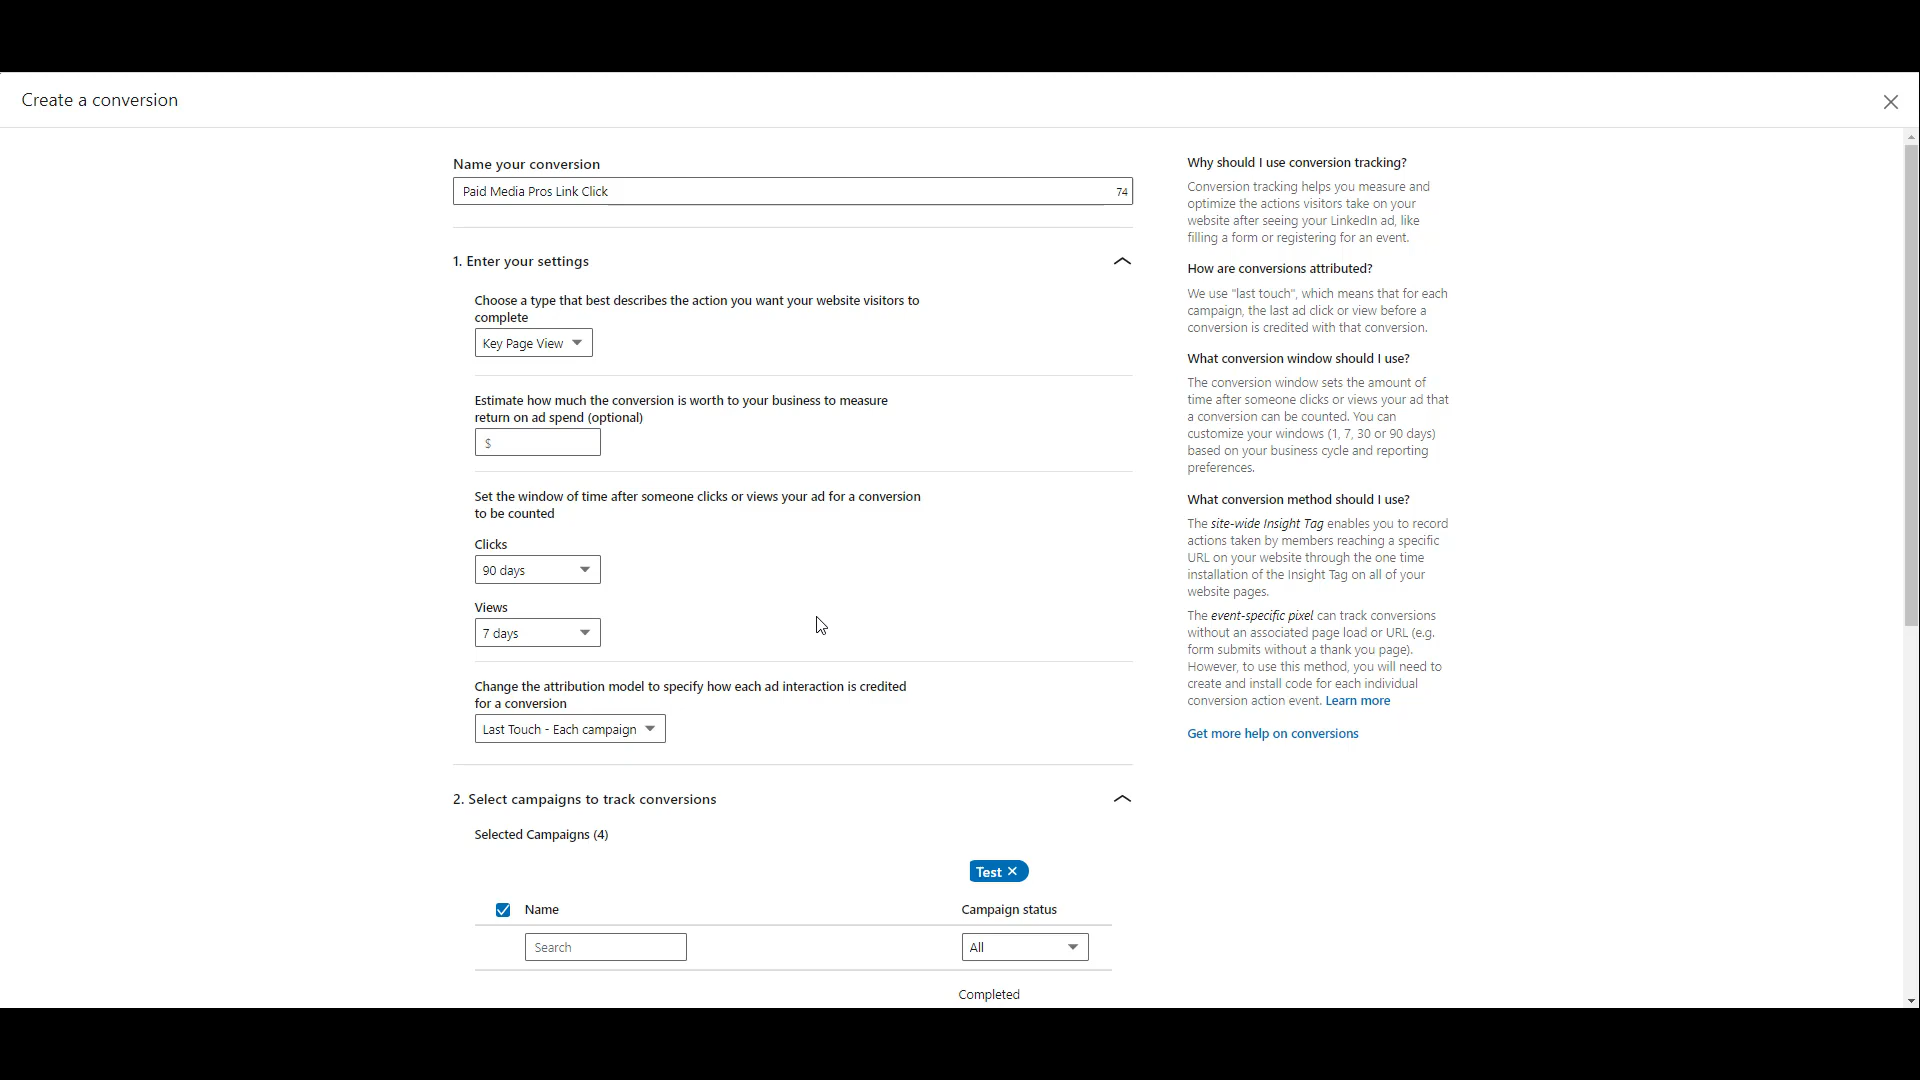 Create a conversion
Name your conversion
Paid Media Pros Link Click 74
1. Enter your settings
Choose a type that best describes the action you want your website visitors to
complete
Key Page View
Estimate how much the conversion is worth to your business to measure
return on ad spend (optional)
$
Set the window of time after someone clicks or views your ad for a conversion
to be counted
Clicks
90 days
Views
7 days
Change the attribution model to specify how each ad interaction is credited
for a conversion
Last Touch - Each campaign
2. Select campaigns to track conversions
Selected Campaigns (4)
Test
Name Campaign status
Search All
Completed
Why should I use conversion tracking?
Conversion tracking helps you measure and
optimize the actions visitors take on your
website after seeing your LinkedIn ad, like
filling a form or registering for an event.
How are conversions attributed?
We use "last touch", which means that for each
campaign, the last ad click or view before a
conversion is credited with that conversion.
What conversion window should I use?
The conversion window sets the amount of
time after someone clicks or views your ad that
a conversion can be counted. You can
customize your windows (1, 7, 30 or 90 days)
based on your business cycle and reporting
preferences.
What conversion method should I use?
The site-wide Insight Tag enables you to record
actions taken by members reaching a specific
URL on your website through the one time
installation of the Insight Tag on all of your
website pages.
The event-specific pixel can track conversions
without an associated page load or URL (e.g.
form submits without a thank you page).
However, to use this method, you will need to
create and install code for each individual
conversion action event. Learn more
Get more help on conversions